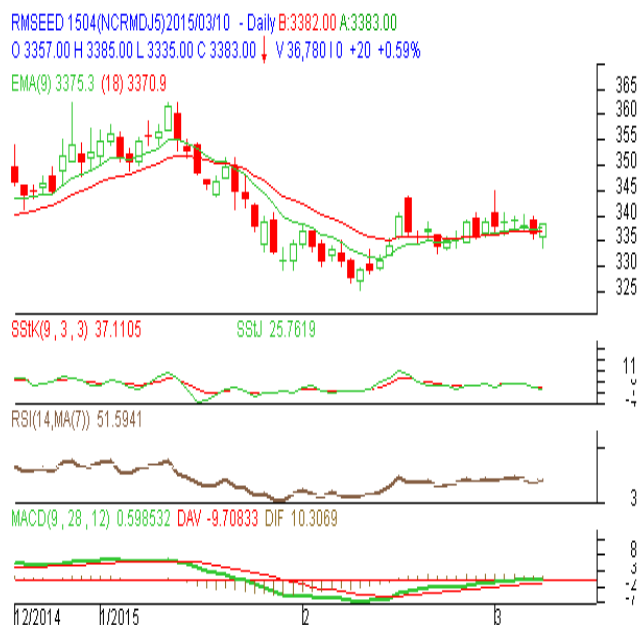 RMSEED 1504(NCRMDJ5)2015/03/10 - Daily B:3382.00 A:3383.00
O 3357.00 H 3385.00 L 3335.00 C 3383.00 ↓ V 36,780 I 0 +20 +0.59%
EMA(9) 3375.3 (18) 3370.9
365
360
355
350
345
340
335
330
325
SStK(9, 3, 3) 37.1105 SStJ 25.7619
11
RSI(14,MA(7)) 51.5941
3
MACD(9, 28, 12) 0.598532 DAV -9.70833 DIF 10.3069
8
3
-4
12/2014 1/2015 2 3